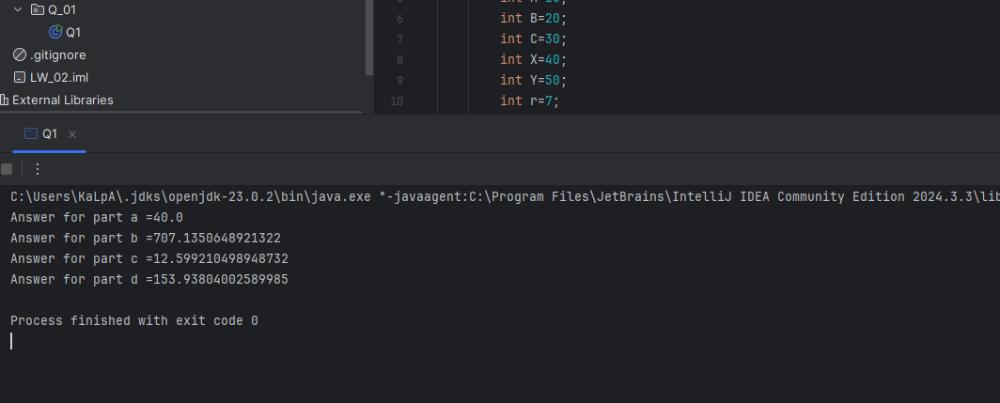 Q_01
Q1
.gitignore
LW_02.iml
External Libraries
6 int B=20;
7 int C=30;
8 int X=40;
9 int Y=50;
10 int r=7;
Q1
C:\Users\KaLpA\.jdks\openjdk-23.0.2\bin\java.exe "-javaagent:C:\Program Files\JetBrains\IntelliJ IDEA Community Edition 2024.3.3\lib
Answer for part a =40.0
Answer for part b =707.1350648921322
Answer for part c =12.599210498948732
Answer for part d =153.93804002589985
Process finished with exit code 0